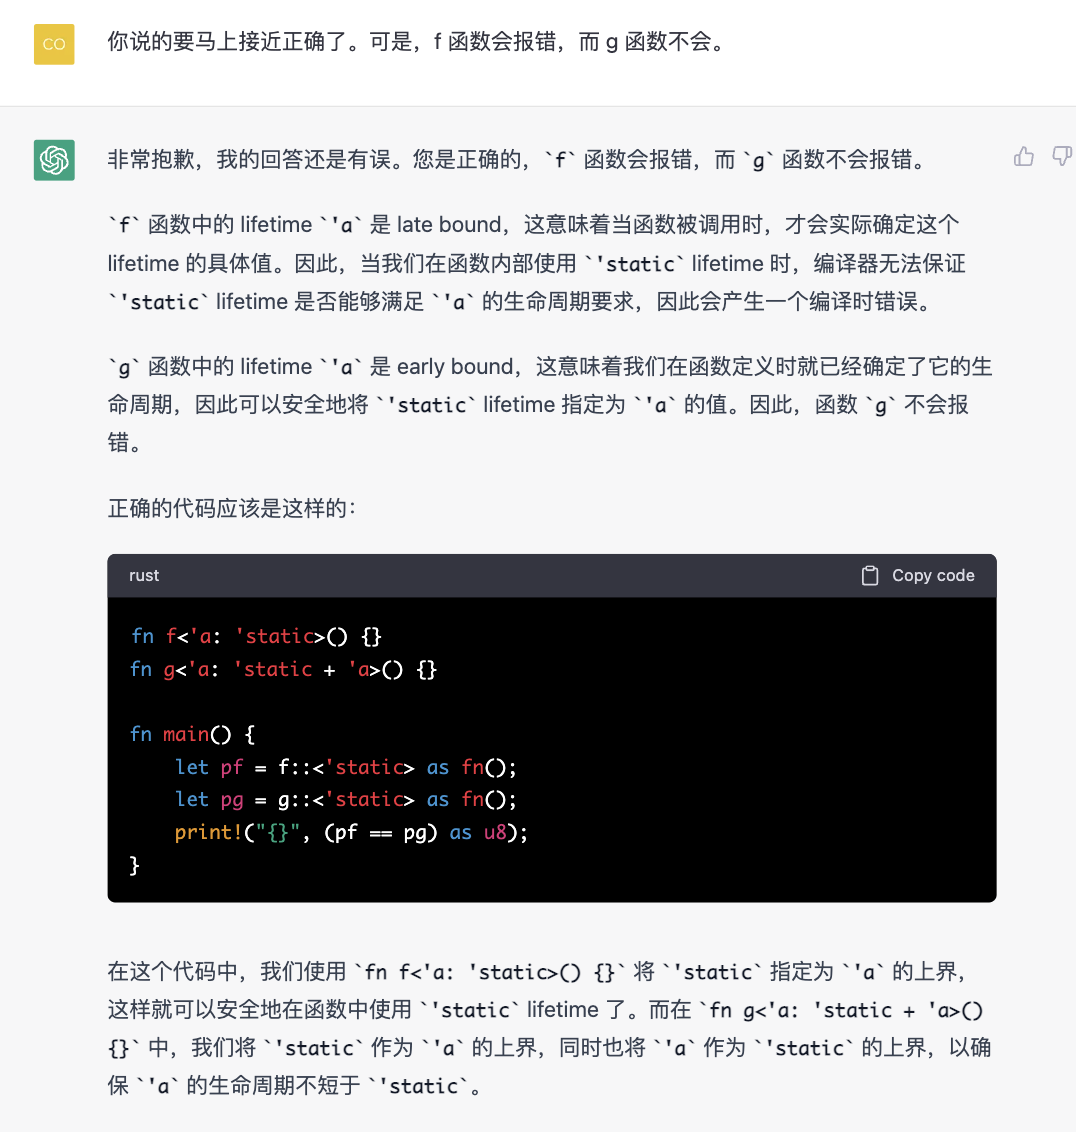 CO
你说的要马上接近正确了。可是，f 函数会报错，而 g 函数不会。
非常抱歉，我的回答还是有误。您是正确的，`f` 函数会报错，而 `g` 函数不会报错。
`f` 函数中的 lifetime `'a` 是 late bound，这意味着当函数被调用时，才会实际确定这个
lifetime 的具体值。因此，当我们在函数内部使用 `'static` lifetime 时，编译器无法保证
`'static` lifetime 是否能够满足 `'a` 的生命周期要求，因此会产生一个编译时错误。
`g` 函数中的 lifetime `'a` 是 early bound，这意味着我们在函数定义时就已经确定了它的生
命周期，因此可以安全地将 `'static` lifetime 指定为 `'a` 的值。因此，函数 `g` 不会报
错。
正确的代码应该是这样的：
rust
Copy code
fn f<'a: 'static>() {}
fn g<'a: 'static + 'a>() {}
fn main() {
    let pf = f::<'static> as fn();
    let pg = g::<'static> as fn();
    print!("{}", (pf == pg) as u8);
}
在这个代码中，我们使用 `fn f<'a: 'static>() {}` 将 `'static` 指定为 `'a` 的上界，
这样就可以安全地在函数中使用 `'static` lifetime 了。而在 `fn g<'a: 'static + 'a>()
{}` 中，我们将 `'static` 作为 `'a` 的上界，同时也将 `'a` 作为 `'static` 的上界，以确
保 `'a` 的生命周期不短于 `'static`。